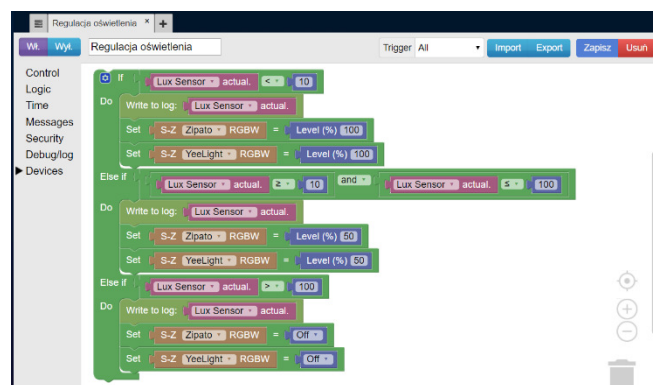 Regulacja oświetlenia × +
Wł. Wył. Regulacja oświetlenia Trigger All Import Export Zapisz Usuń
Control
Logic
Time
Messages
Security
Debug/log
Devices
If Lux Sensor actual. < 10
Do Write to log: Lux Sensor actual.
Set S-Z Zipato RGBW = Level (%) 100
Set S-Z YeeLight RGBW = Level (%) 100
Else if Lux Sensor actual. ≥ 10 and Lux Sensor actual. ≤ 100
Do Write to log: Lux Sensor actual.
Set S-Z Zipato RGBW = Level (%) 50
Set S-Z YeeLight RGBW = Level (%) 50
Else if Lux Sensor actual. > 100
Do Write to log: Lux Sensor actual.
Set S-Z Zipato RGBW = Off
Set S-Z YeeLight RGBW = Off